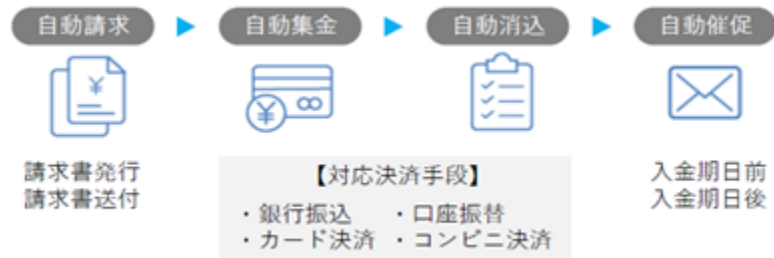 自動請求
自動集金
自動消込
自動催促
¥
¥
請求書発行
請求書送付
【対応決済手段】
・銀行振込 ・口座振替
・カード決済 ・コンビニ決済
入金期日前
入金期日後